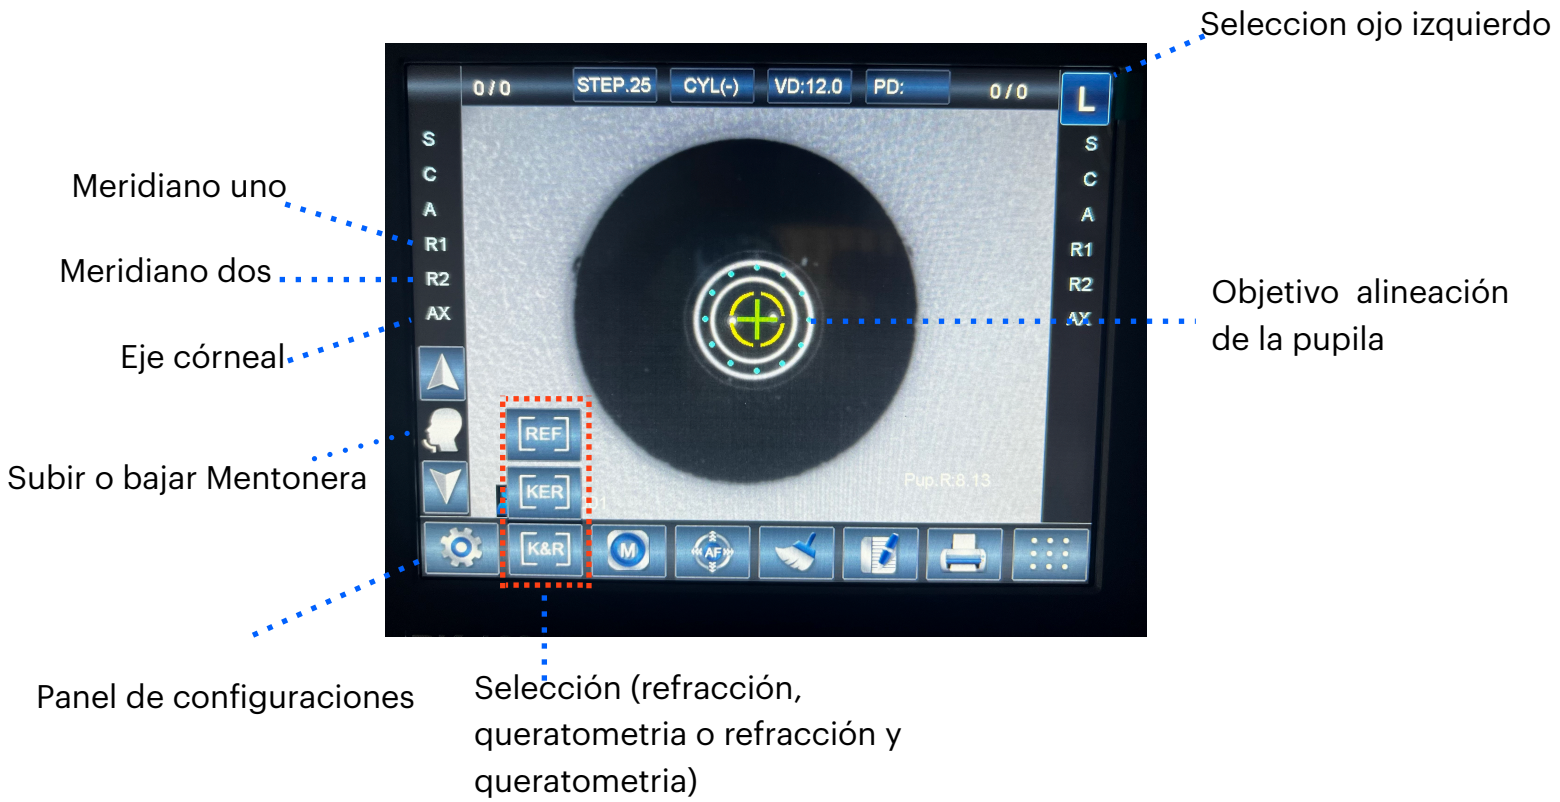 Seleccion ojo izquierdo
0/0 STEP.25 CYL(-) VD:12.0 PD: 0/0 L
S
C
A
R1
R2
AX
S
C
A
R1
R2
AX
Meridiano uno
Meridiano dos
Eje córneal
Subir o bajar Mentonera
Objetivo alineación
de la pupila
Pup.R:8.13
REF
KER
K&R M AF
Panel de configuraciones
Selección (refracción,
queratometria o refracción y
queratometria)